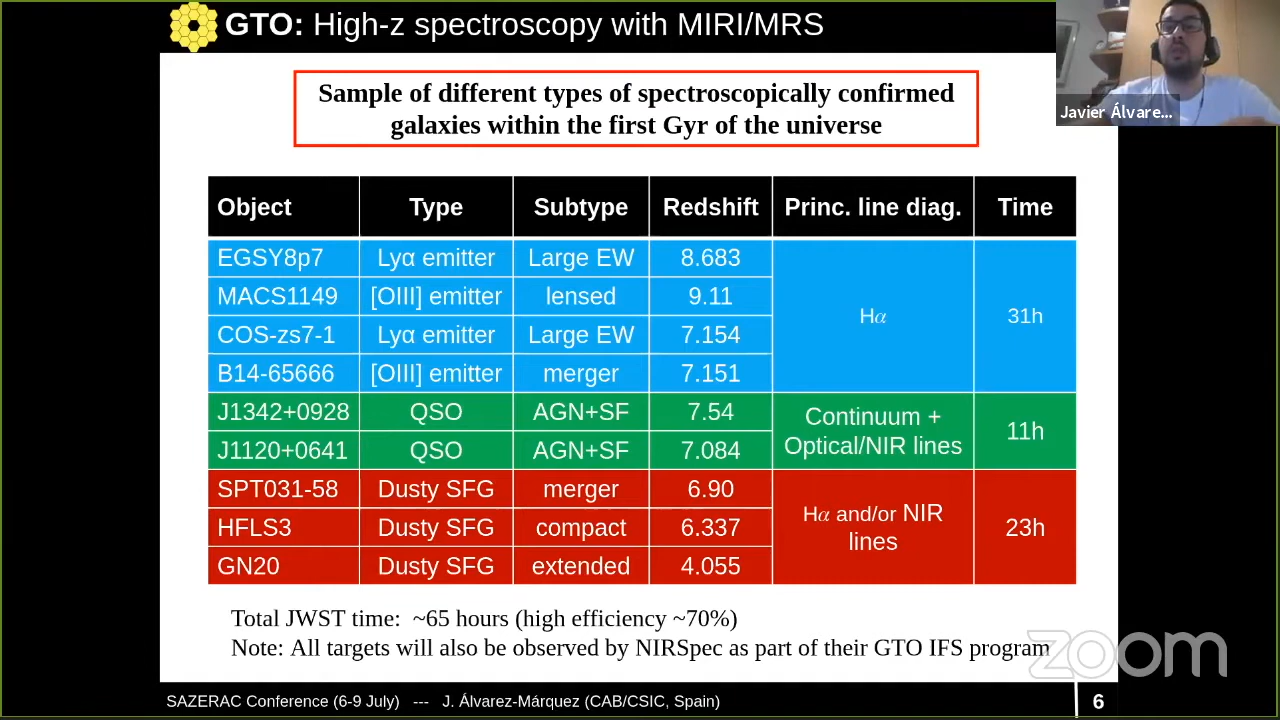 GTO: High-z spectroscopy with MIRI/MRS
Javier Álvare...
Sample of different types of spectroscopically confirmed
galaxies within the first Gyr of the universe
Object Type Subtype Redshift Princ. line diag. Time
EGSY8p7 Lyα emitter Large EW 8.683
MACS1149 [OIII] emitter lensed 9.11
Hα 31h
COS-zs7-1 Lyα emitter Large EW 7.154
B14-65666 [OIII] emitter merger 7.151
J1342+0928 QSO AGN+SF 7.54
Continuum +
Optical/NIR lines
11h
J1120+0641 QSO AGN+SF 7.084
SPT031-58 Dusty SFG merger 6.90
HFLS3 Dusty SFG compact 6.337
Hα and/or NIR
lines
23h
GN20 Dusty SFG extended 4.055
Total JWST time: ~65 hours (high efficiency ~70%)
Note: All targets will also be observed by NIRSpec as part of their GTO IFS program
zoom
SAZERAC Conference (6-9 July) --- J. Álvarez-Márquez (CAB/CSIC, Spain)
6